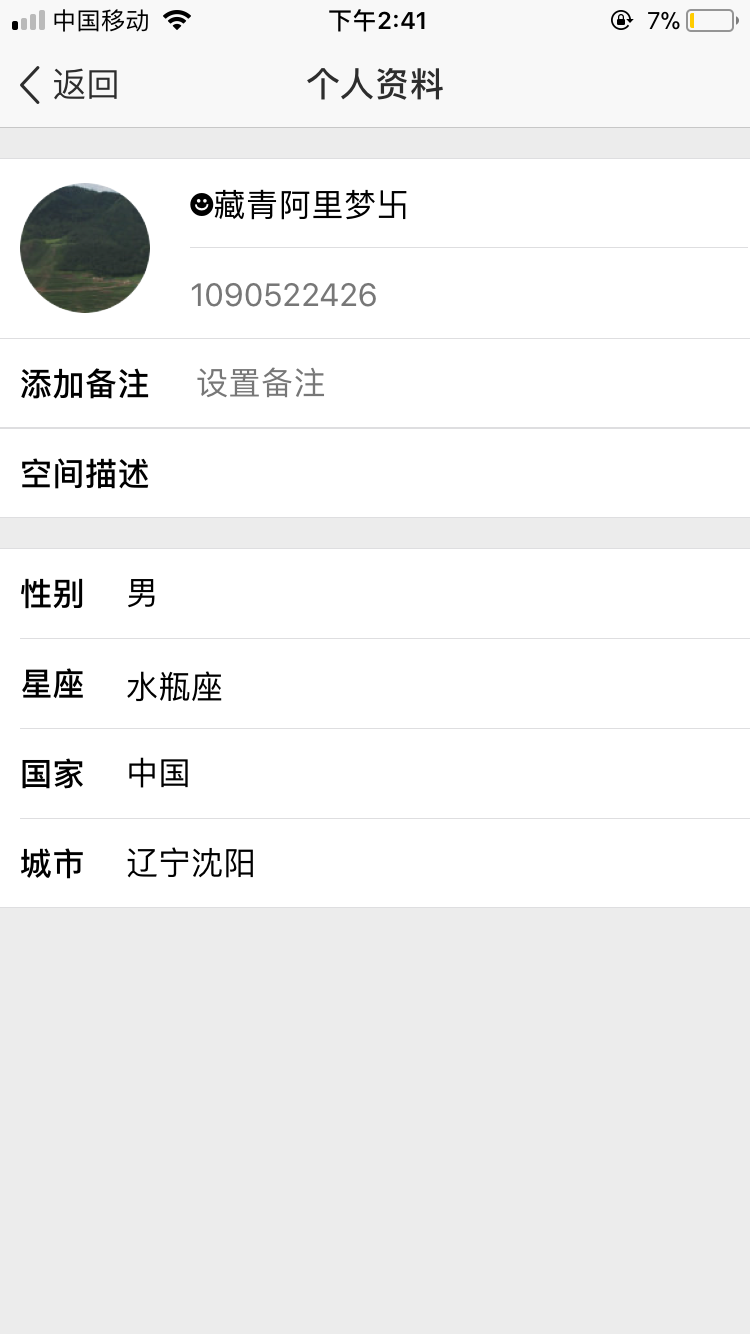 中国移动 下午2:41 7%
返回 个人资料
☻藏青阿里梦卐
1090522426
添加备注 设置备注
空间描述
性别 男
星座 水瓶座
国家 中国
城市 辽宁沈阳